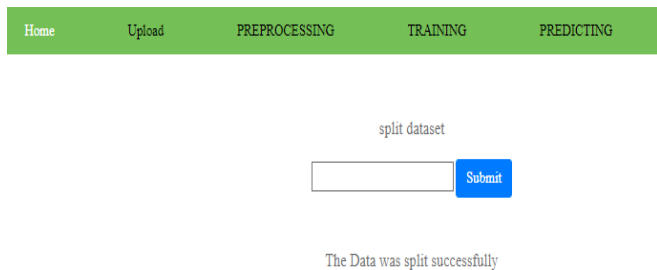 Home Upload PREPROCESSING TRAINING PREDICTING
split dataset
Submit
The Data was split successfully